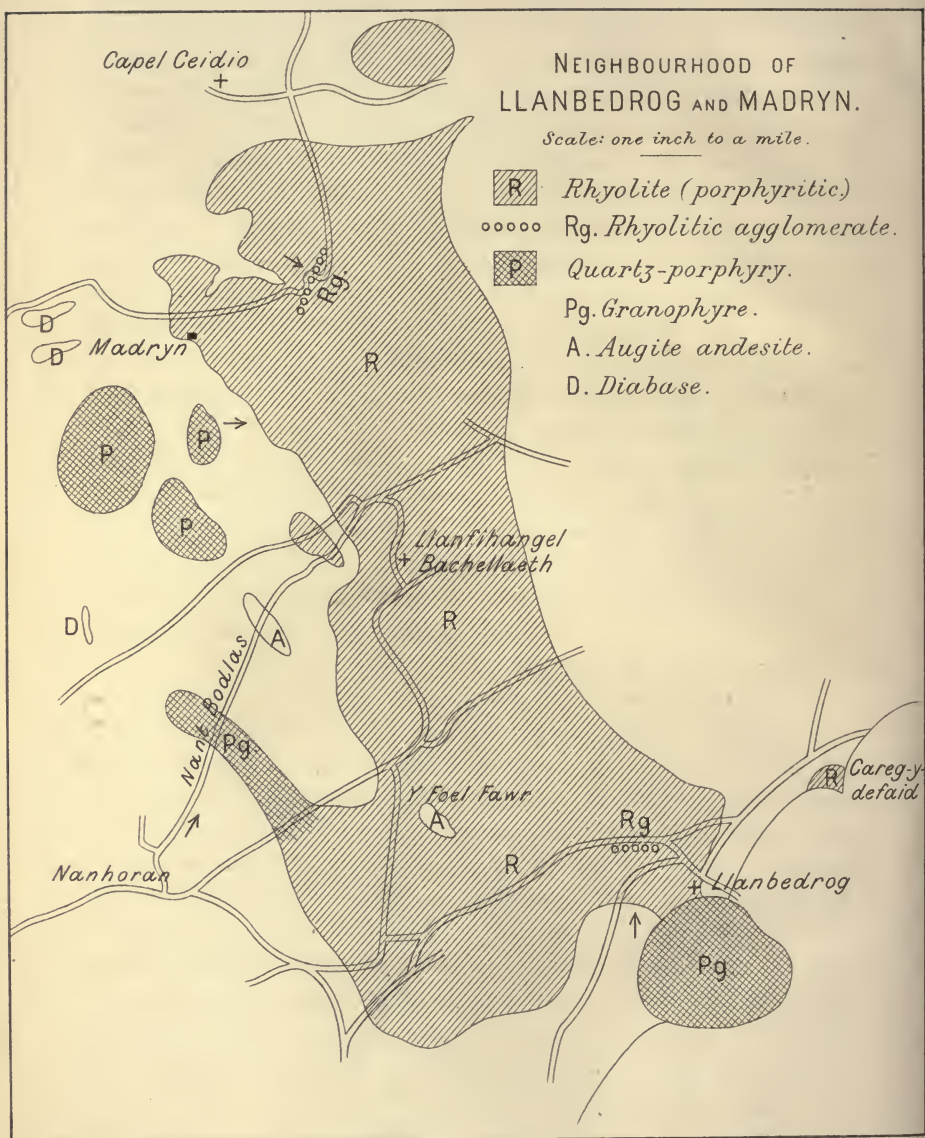 Capel Ceidio
NEIGHBOURHOOD OF
LLANBEDROG AND MADRYN.
Scale: one inch to a mile.
R Rhyolite (porphyritic)
Rg. Rhyolitic agglomerate.
P Quartz-porphyry.
Pg. Granophyre.
A. Augite andesite.
D. Diabase.
Rg.
D
D
Madryn
R
P
P
P
Llanfihangel
Bachellaeth
D
A
R
Nant Bodlas
Pg
Y Foel Fawr
A
R
Careg-y-
defaid
Rg
R
Nanhoran
Llanbedrog
Pg